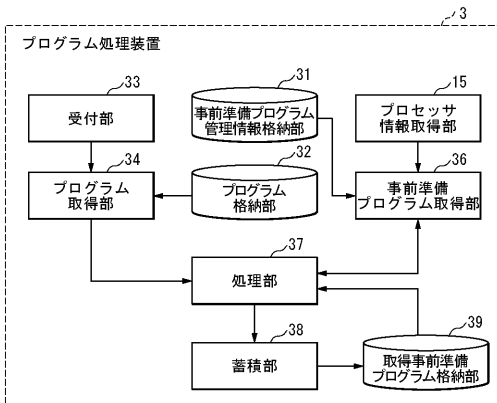 3
プログラム処理装置
33
受付部
31
事前準備プログラム
管理情報格納部
15
プロセッサ
情報取得部
34
プログラム
取得部
32
プログラム
格納部
36
事前準備
プログラム取得部
37
処理部
38
蓄積部
39
取得事前準備
プログラム格納部